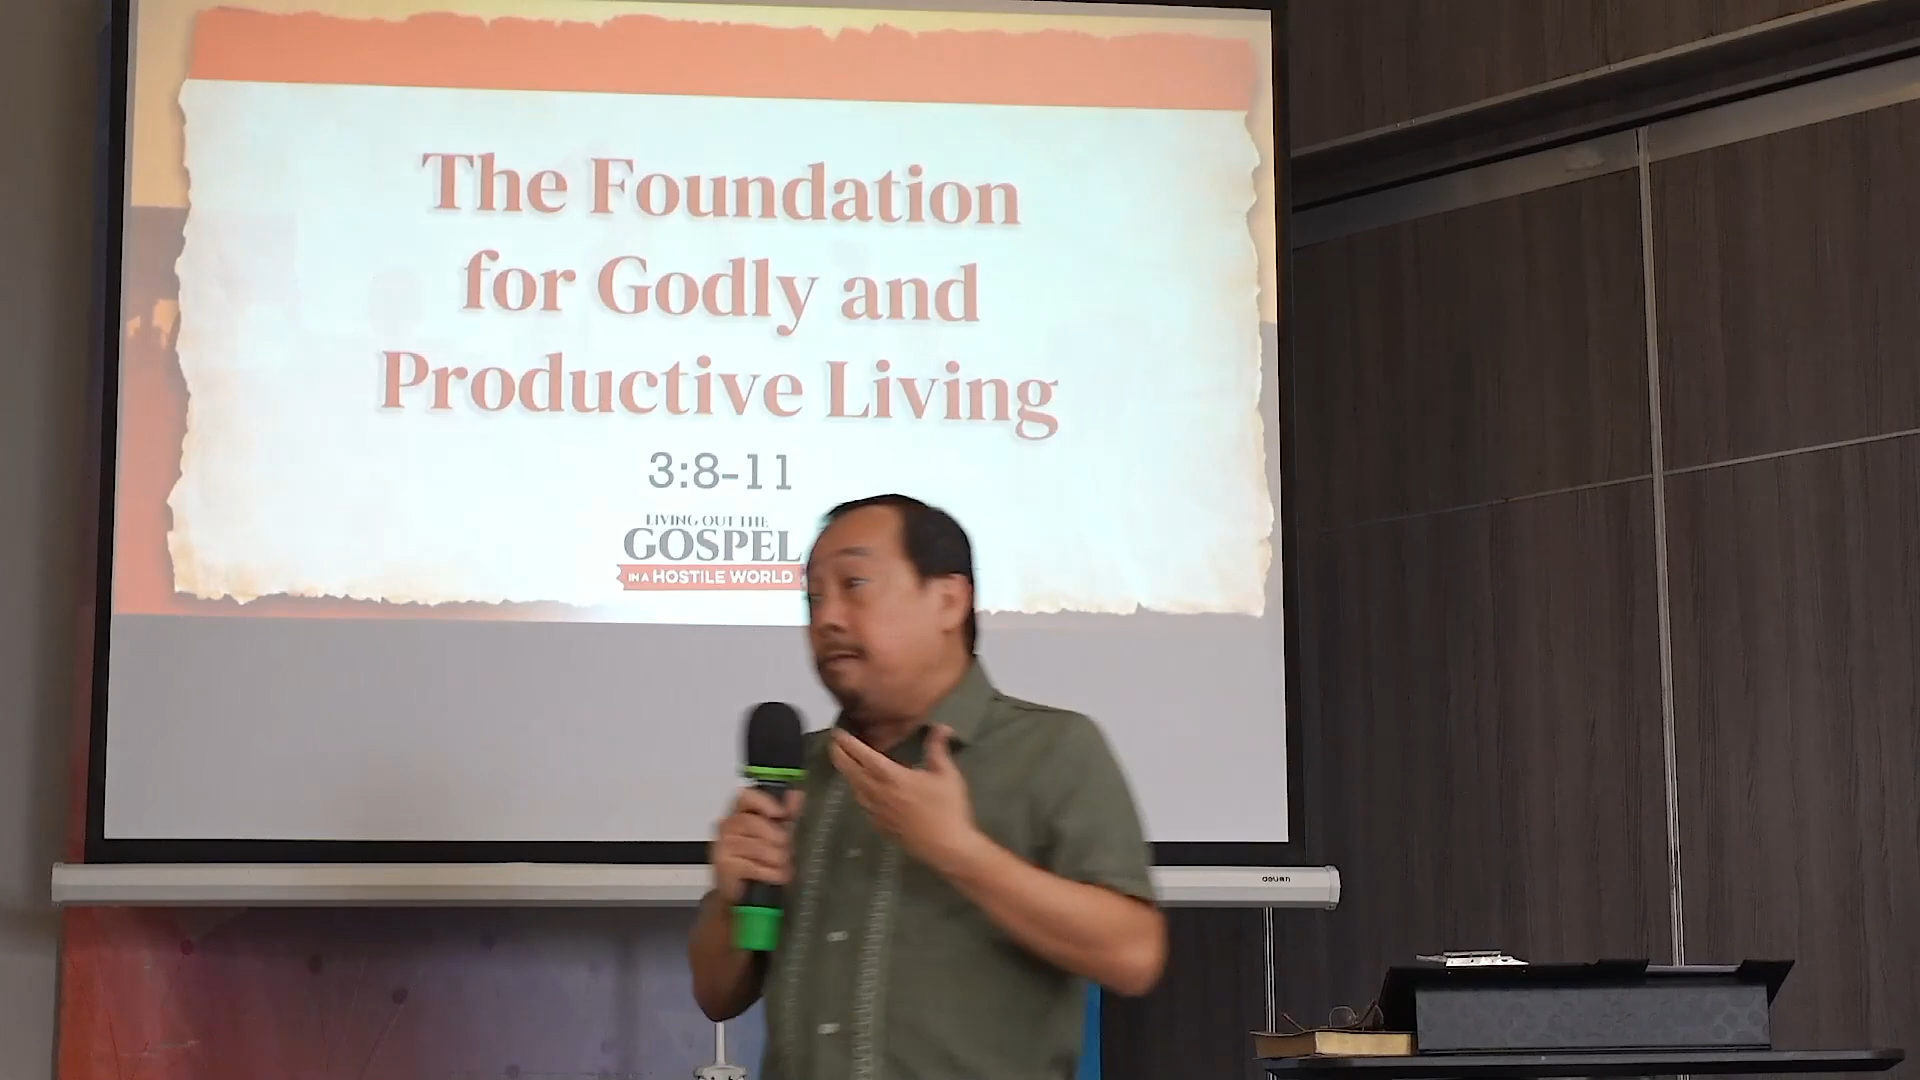 The Foundation
for Godly and
Productive Living
3:8-11
LIVING OUT THE
GOSPEL
IN A HOSTILE WORLD